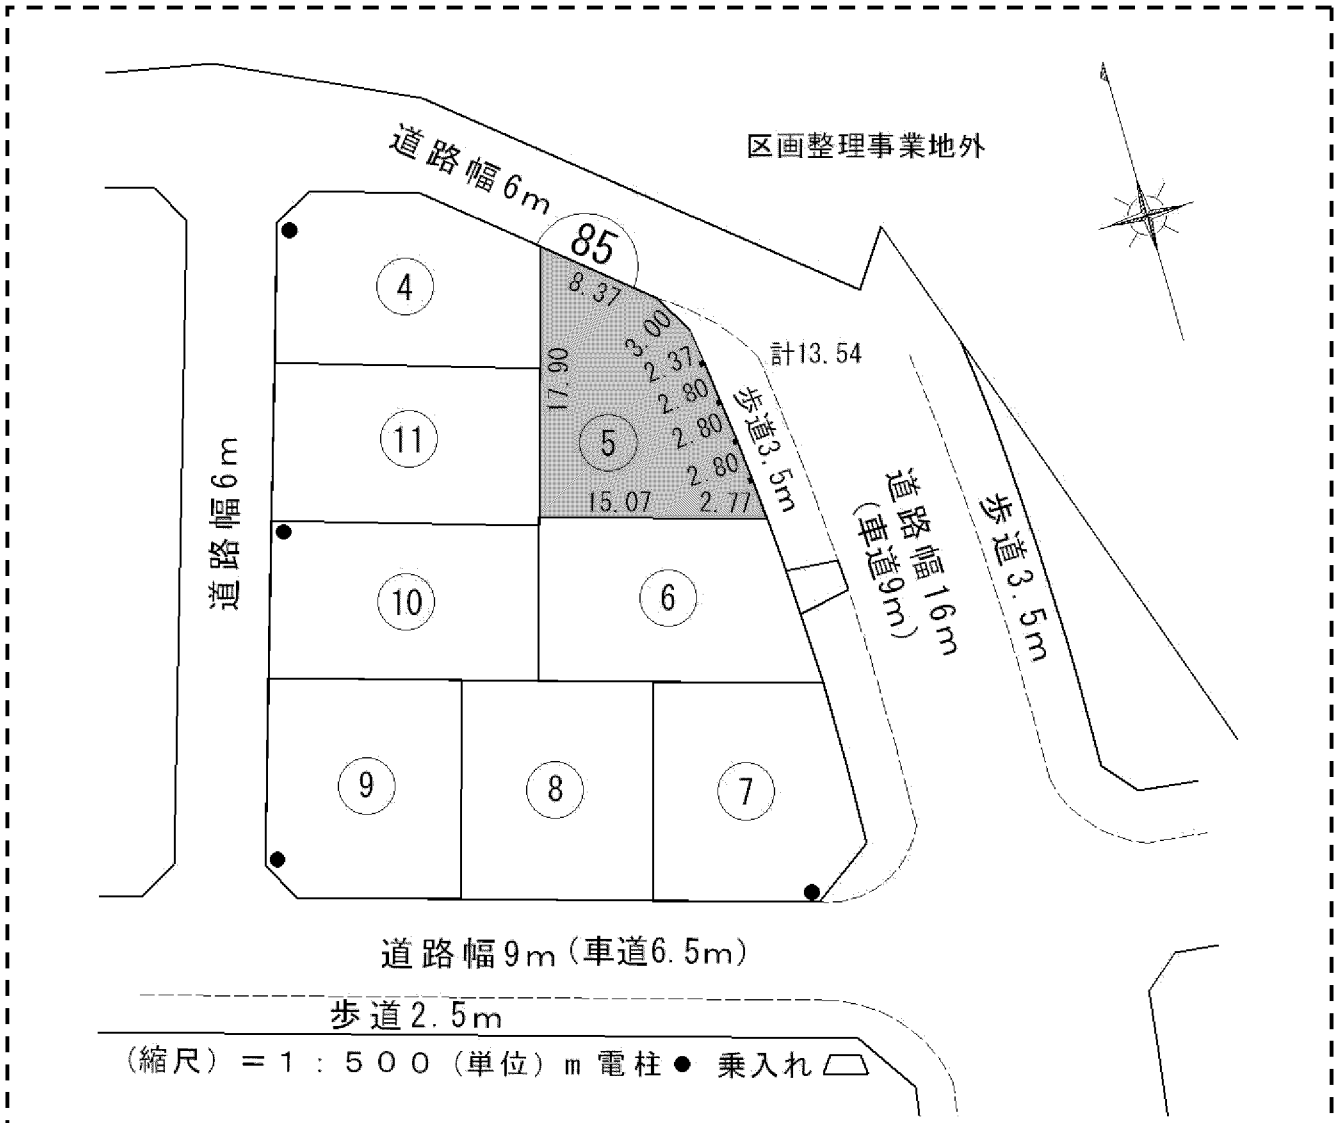 道路幅6m
区画整理事業地外
85
4
8.37
3.00
計13.54
2.37
17.90
2.80
歩道3.5m
11
5
2.80
2.80
15.07
2.77
道路幅6m
道路幅16m
(車道9m)
歩道3.5m
10
6
9
8
7
道路幅9m(車道6.5m)
歩道2.5m
(縮尺)=1:500(単位)m 電柱● 乗入れ